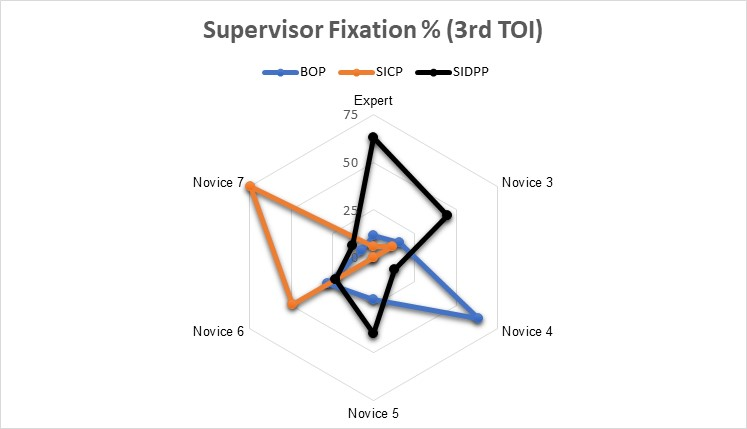 Supervisor Fixation % (3rd TOI)
BOP SICP SIDPP
Expert
75
50
25
0
Novice 7
Novice 3
Novice 6
Novice 4
Novice 5